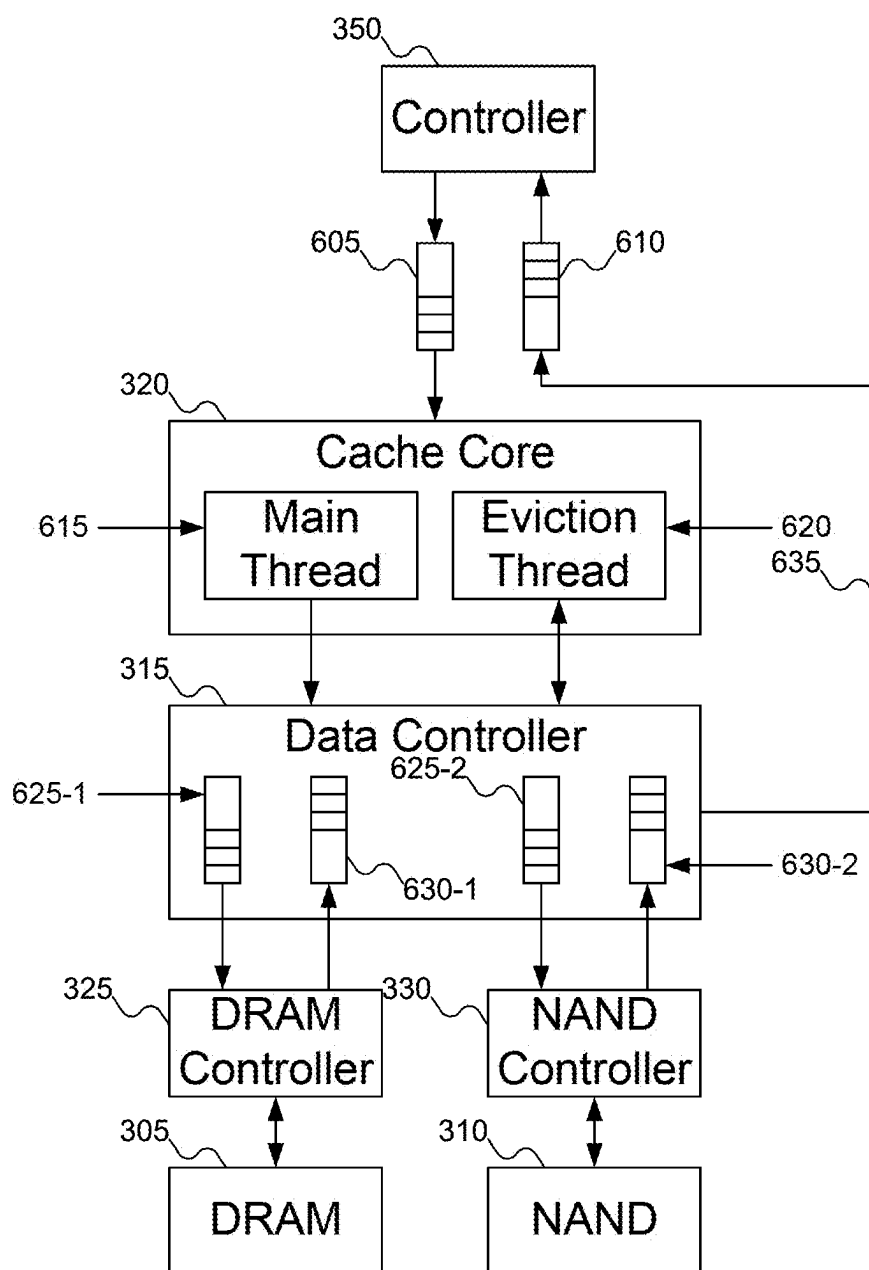 350
Controller
605
610
320
Cache Core
615
Main
Thread
Eviction
Thread
620
635
315
Data Controller
625-1
625-2
630-1
630-2
325
DRAM
Controller
330
NAND
Controller
305
DRAM
310
NAND